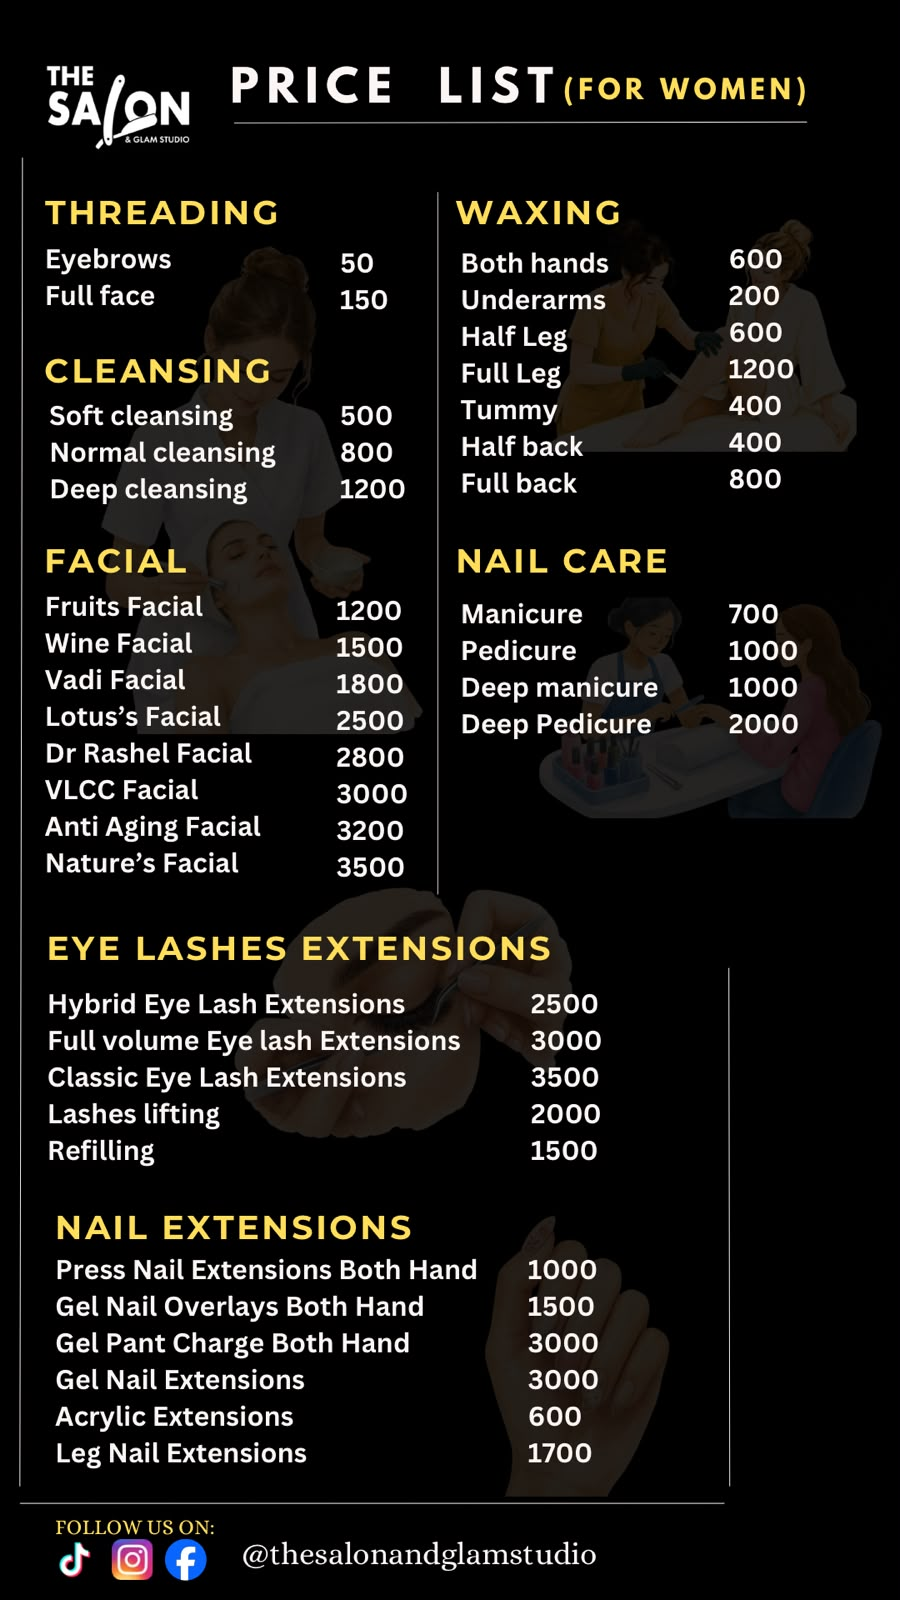 THE
SALON
& GLAM STUDIO
PRICE LIST (FOR WOMEN)
THREADING
Eyebrows 50
Full face 150
CLEANSING
Soft cleansing 500
Normal cleansing 800
Deep cleansing 1200
FACIAL
Fruits Facial 1200
Wine Facial 1500
Vadi Facial 1800
Lotus’s Facial 2500
Dr Rashel Facial 2800
VLCC Facial 3000
Anti Aging Facial 3200
Nature’s Facial 3500
WAXING
Both hands 600
Underarms 200
Half Leg 600
Full Leg 1200
Tummy 400
Half back 400
Full back 800
NAIL CARE
Manicure 700
Pedicure 1000
Deep manicure 1000
Deep Pedicure 2000
EYE LASHES EXTENSIONS
Hybrid Eye Lash Extensions 2500
Full volume Eye lash Extensions 3000
Classic Eye Lash Extensions 3500
Lashes lifting 2000
Refilling 1500
NAIL EXTENSIONS
Press Nail Extensions Both Hand 1000
Gel Nail Overlays Both Hand 1500
Gel Pant Charge Both Hand 3000
Gel Nail Extensions 3000
Acrylic Extensions 600
Leg Nail Extensions 1700
FOLLOW US ON:
@thesalonandglamstudio